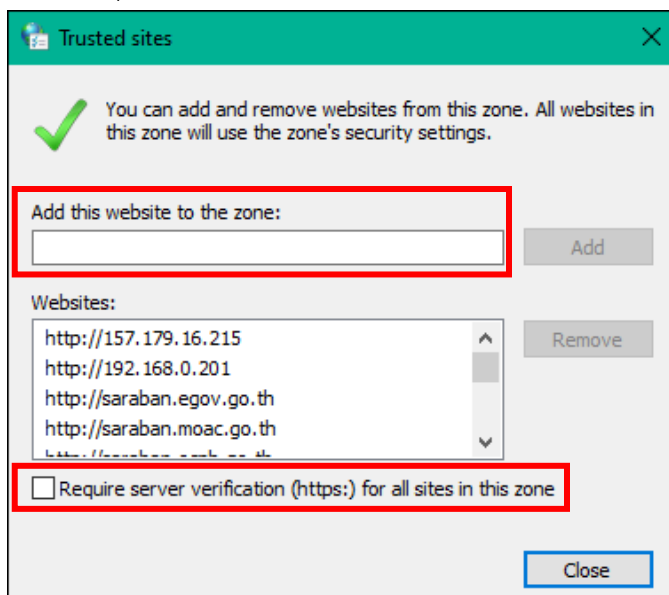 Trusted sites
You can add and remove websites from this zone. All websites in
this zone will use the zone's security settings.
Add this website to the zone:
Add
Websites:
http://157.179.16.215
Remove
http://192.168.0.201
http://saraban.egov.go.th
http://saraban.moac.go.th
Require server verification (https:) for all sites in this zone
Close